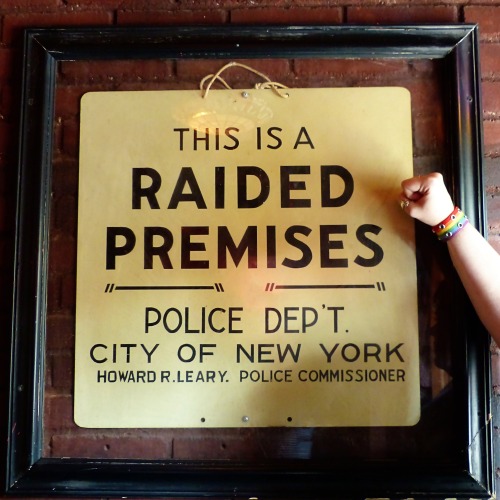 THIS IS A
RAIDED
PREMISES
POLICE DEP'T.
CITY OF NEW YORK
HOWARD R. LEARY. POLICE COMMISSIONER